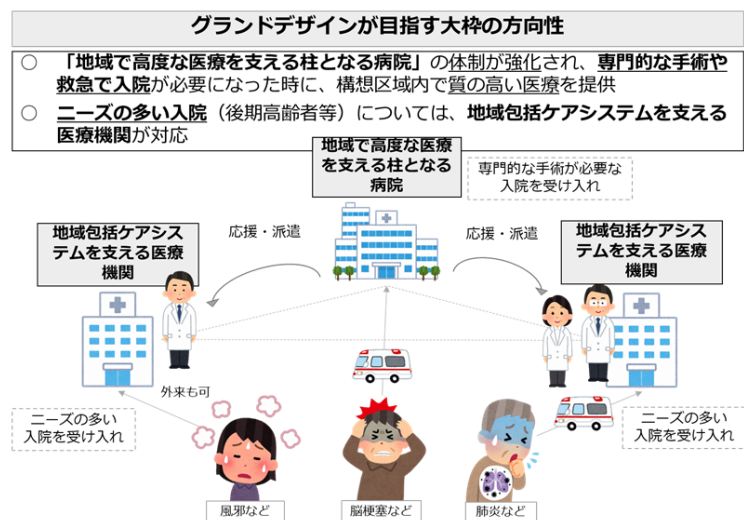 グランドデザインが目指す大枠の方向性
○ 「地域で高度な医療を支える柱となる病院」の体制が強化され、専門的な手術や
救急で入院が必要になった時に、構想区域内で質の高い医療を提供
○ ニーズの多い入院（後期高齢者等）については、地域包括ケアシステムを支える
医療機関が対応
地域で高度な医療
を支える柱となる
病院
専門的な手術が必要な
入院を受け入れ
地域包括ケアシス
テムを支える医療
機関
応援・派遣
応援・派遣
地域包括ケアシス
テムを支える医療
機関
外来も可
ニーズの多い
入院を受け入れ
ニーズの多い
入院を受け入れ
風邪など
脳梗塞など
肺炎など